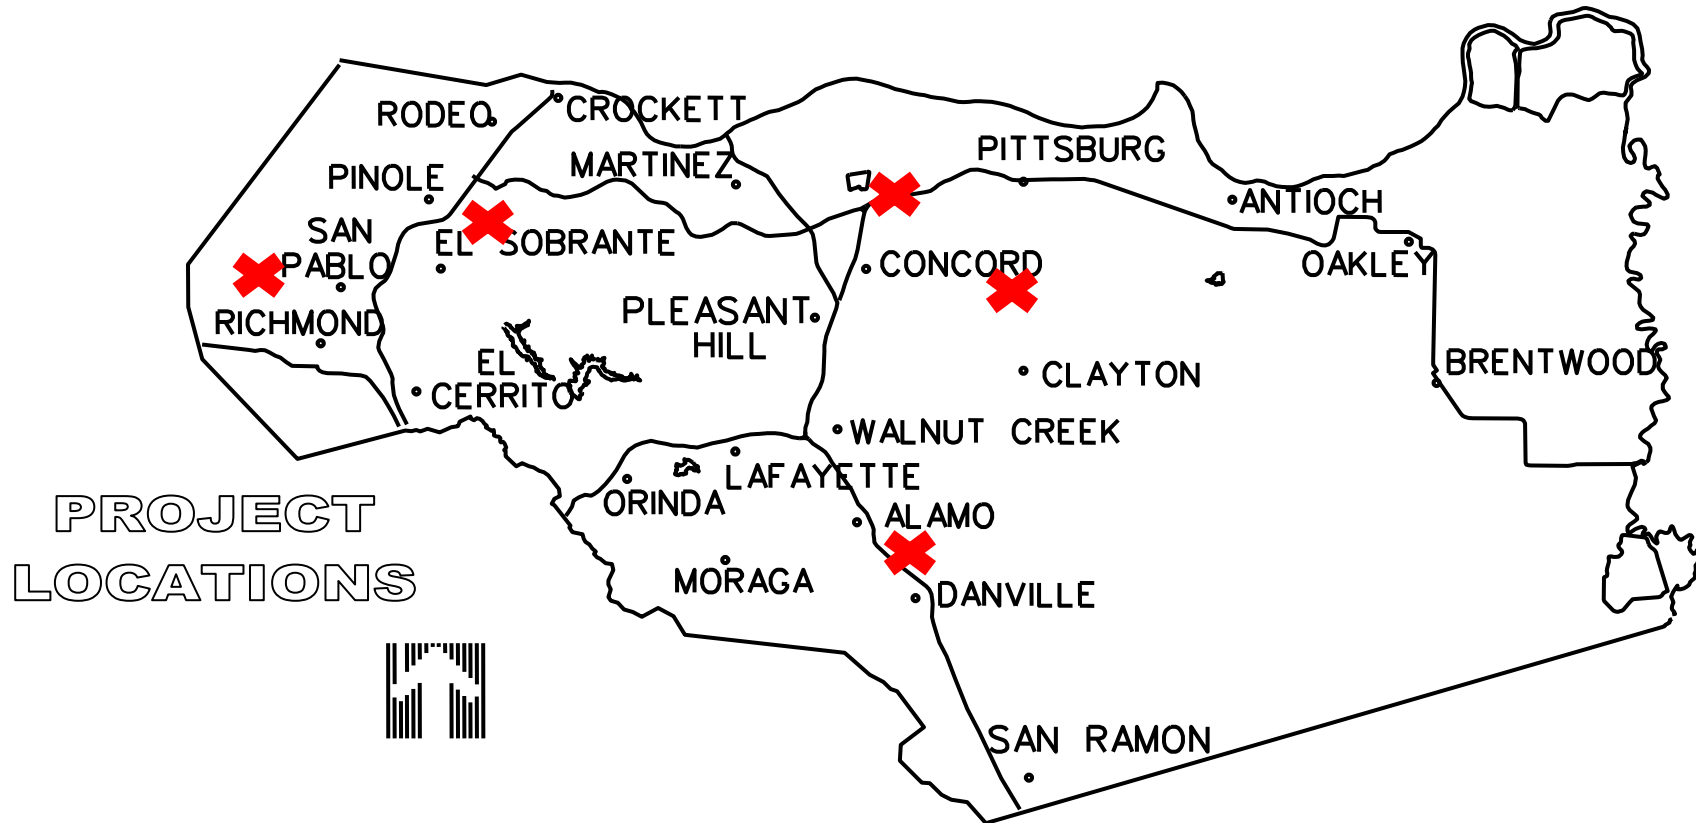 RODEO
CROCKETT
PITTSBURG
MARTINEZ
PINOLE
ANTIOCH
SAN
PABLO
EL SOBRANTE
CONCORD
OAKLEY
RICHMOND
PLEASANT
HILL
EL
CERRITO
CLAYTON
BRENTWOOD
WALNUT CREEK
LAFAYETTE
ORINDA
ALAMO
PROJECT
LOCATIONS
MORAGA
DANVILLE
SAN RAMON